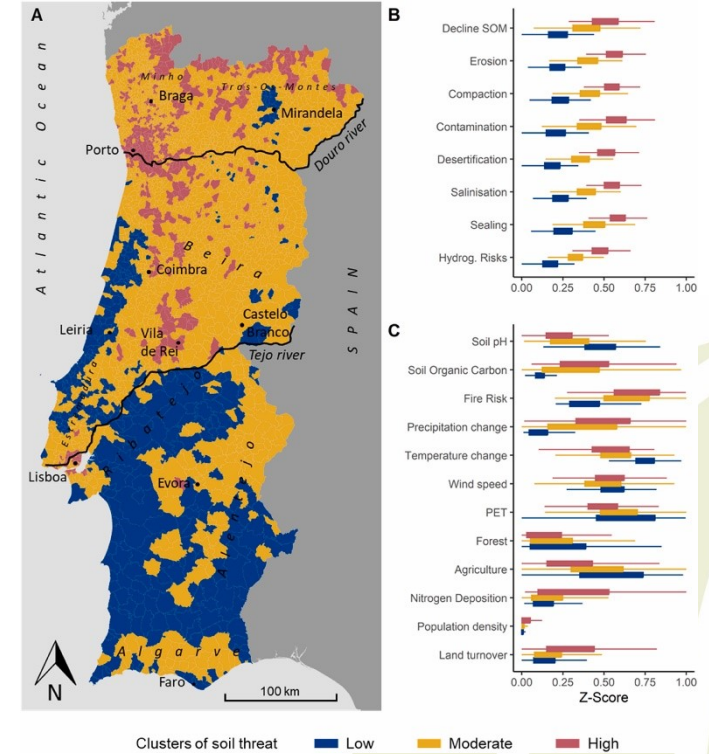 A
Atlantic Ocean
Minho
Tras-Os-Montes
Braga
Mirandela
Porto
Douro river
Beira
Coimbra
SPAIN
Castelo
Branco
Leiria
Vila
de Rei
Tejo river
Estremadura
Ribatejo
Lisboa
Evora
Alentejo
Algarve
Faro
N
100 km
B
Decline SOM
Erosion
Compaction
Contamination
Desertification
Salinisation
Sealing
Hydrog. Risks
0.00 0.25 0.50 0.75 1.00
C
Soil pH
Soil Organic Carbon
Fire Risk
Precipitation change
Temperature change
Wind speed
PET
Forest
Agriculture
Nitrogen Deposition
Population density
Land turnover
0.00 0.25 0.50 0.75 1.00
Z-Score
Clusters of soil threat Low Moderate High